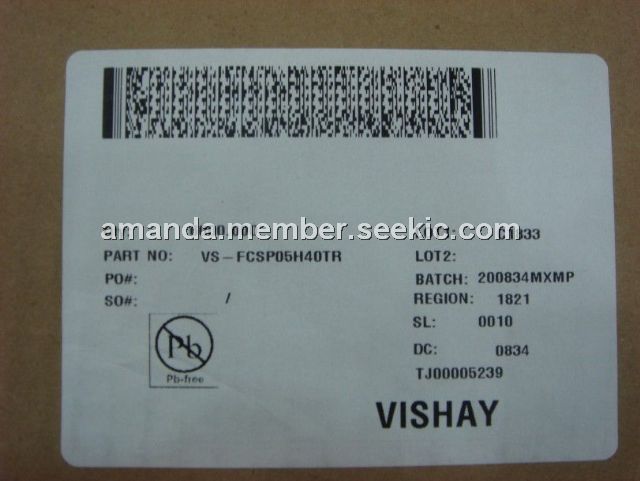 amanda.member.seekic.com
PART NO: VS-FCSP05H40TR
PO#:
SO#: /
LOT2:
BATCH: 200834MXMP
REGION: 1821
SL: 0010
DC: 0834
TJ00005239
Pb
Pb-free
VISHAY